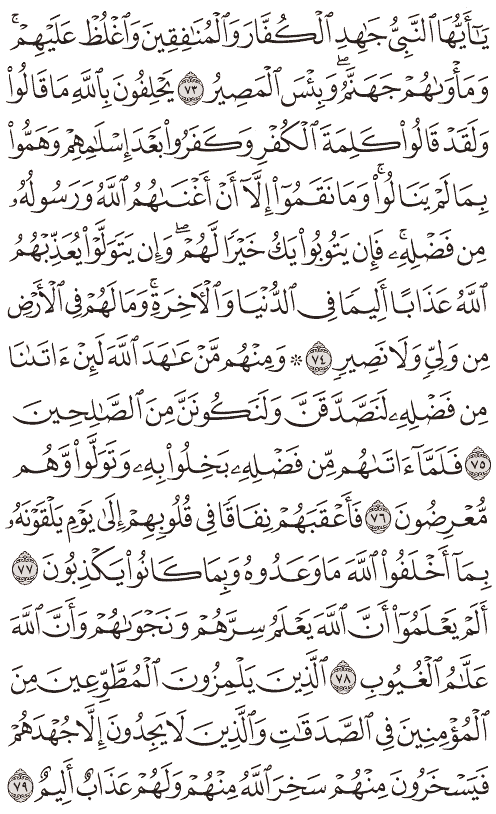 يَـٰٓأَيُّهَا ٱلنَّبِيُّ جَـٰهِدِ ٱلْكُفَّارَ وَٱلْمُنَـٰفِقِينَ وَٱغْلُظْ عَلَيْهِمْۚ
وَمَأْوَىٰهُمْ جَهَنَّمُۖ وَبِئْسَ ٱلْمَصِيرُ ٧٣ يَحْلِفُونَ بِٱللَّهِ مَا قَالُوا۟
وَلَقَدْ قَالُوا۟ كَلِمَةَ ٱلْكُفْرِ وَكَفَرُوا۟ بَعْدَ إِسْلَـٰمِهِمْ وَهَمُّوا۟
بِمَا لَمْ يَنَالُوا۟ۚ وَمَا نَقَمُوٓا۟ إِلَّآ أَنْ أَغْنَىٰهُمُ ٱللَّهُ وَرَسُولُهُۥ
مِن فَضْلِهِۦۚ فَإِن يَتُوبُوا۟ يَكُ خَيْرًا لَّهُمْۖ وَإِن يَتَوَلَّوْا۟ يُعَذِّبْهُمُ
ٱللَّهُ عَذَابًا أَلِيمًا فِى ٱلدُّنْيَا وَٱلْـَٔاخِرَةِۚ وَمَا لَهُمْ فِى ٱلْأَرْضِ
مِن وَلِىٍّ وَلَا نَصِيرٍ ٧٤ ۞ وَمِنْهُم مَّنْ عَـٰهَدَ ٱللَّهَ لَئِنْ ءَاتَىٰنَا
مِن فَضْلِهِۦ لَنَصَّدَّقَنَّ وَلَنَكُونَنَّ مِنَ ٱلصَّـٰلِحِينَ
٧٥ فَلَمَّآ ءَاتَىٰهُم مِّن فَضْلِهِۦ بَخِلُوا۟ بِهِۦ وَتَوَلَّوا۟ وَّهُم
مُّعْرِضُونَ ٧٦ فَأَعْقَبَهُمْ نِفَاقًا فِى قُلُوبِهِمْ إِلَىٰ يَوْمِ يَلْقَوْنَهُۥ
بِمَآ أَخْلَفُوا۟ ٱللَّهَ مَا وَعَدُوهُ وَبِمَا كَانُوا۟ يَكْذِبُونَ ٧٧
أَلَمْ يَعْلَمُوٓا۟ أَنَّ ٱللَّهَ يَعْلَمُ سِرَّهُمْ وَنَجْوَىٰهُمْ وَأَنَّ ٱللَّهَ
عَلَّـٰمُ ٱلْغُيُوبِ ٧٨ ٱلَّذِينَ يَلْمِزُونَ ٱلْمُطَّوِّعِينَ مِنَ
ٱلْمُؤْمِنِينَ فِى ٱلصَّدَقَـٰتِ وَٱلَّذِينَ لَا يَجِدُونَ إِلَّا جُهْدَهُمْ
فَيَسْخَرُونَ مِنْهُمْ سَخِرَ ٱللَّهُ مِنْهُمْ وَلَهُمْ عَذَابٌ أَلِيمٌ ٧٩